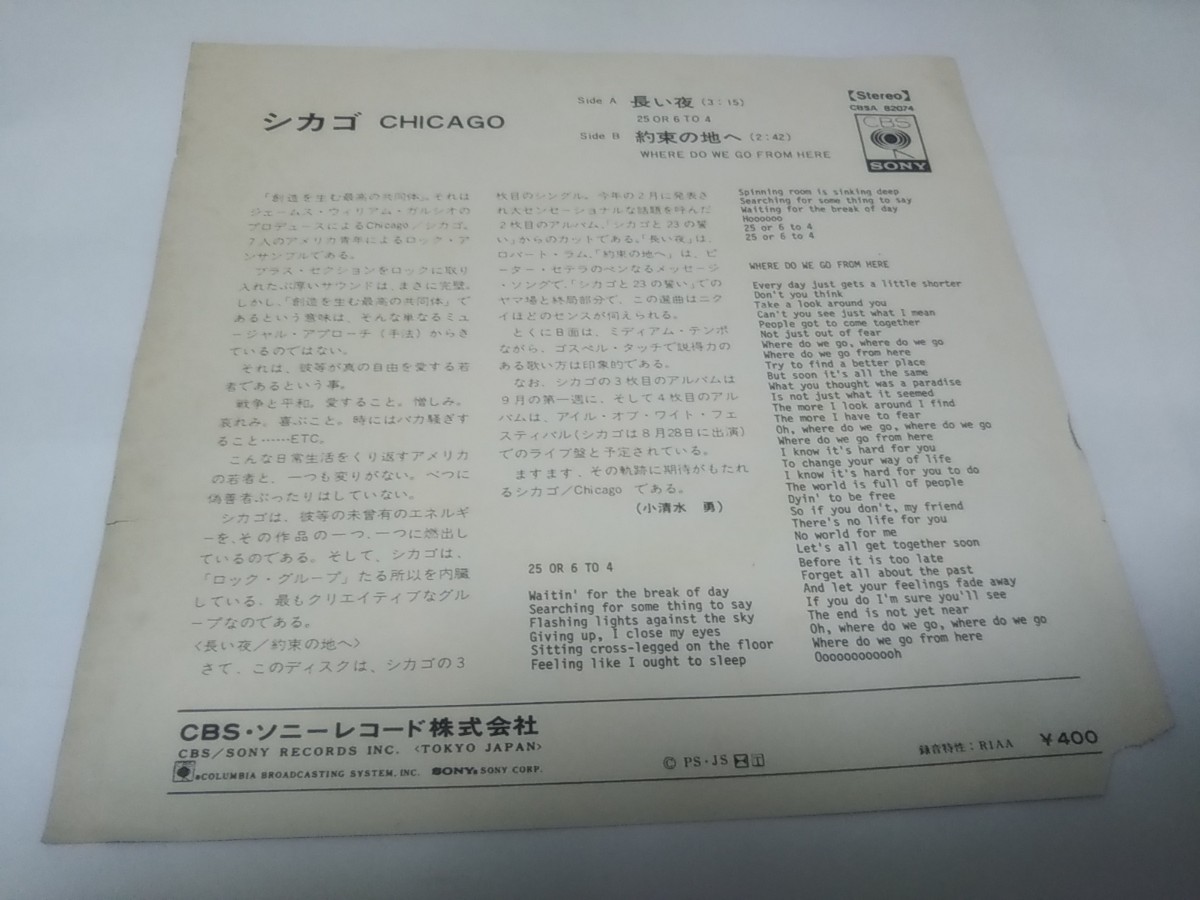 シカゴ CHICAGO
Side A 長い夜 (3:15)
25 OR 6 TO 4
Side B 約束の地へ (2:42)
WHERE DO WE GO FROM HERE
【Stereo】
CBSA 82074
CBS
SONY
「創造を生む最高の共同体」。それは
ジェームス・ウィリアム・ガルシオの
プロデュースによるChicago/シカゴ。
7人のアメリカ青年によるロック・ア
ンサンブルである。
ブラス・セクションをロックに取り
入れたぶ厚いサウンドは、まさに完璧。
しかし、「創造を生む最高の共同体」で
あるという意味は、そんな単なるミュ
ージャル・アプローチ（手法）からき
ているのではない。
それは、彼等が真の自由を愛する若
者であるという事。
戦争と平和。愛すること。憎しみ。
哀れみ。喜ぶこと。時にはバカ騒ぎす
ること……ETC。
こんな日常生活をくり返すアメリカ
の若者と、一つも変りがない。べつに
偽善者ぶったりはしていない。
シカゴは、彼等の未曾有のエネルギ
ーを、その作品の一つ、一つに燃出し
ているのである。そして、シカゴは、
「ロック・グループ」たる所以を内臓
している、最もクリエイティブなグル
ープなのである。
〈長い夜/約束の地へ〉
さて、このディスクは、シカゴの3
枚目のシングル。今年の2月に発表さ
れ大センセーショナルな話題を呼んだ
2枚目のアルバム、「シカゴと23の誓
い」からのカットである。「長い夜」は、
ロバート・ラム、「約束の地へ」は、ピ
ーター・セテラのペンなるメッセージ
・ソングで、「シカゴと23の誓い」での
ヤマ場と終局部分で、この選曲はニク
イほどのセンスが伺えられる。
とくにB面は、ミディアム・テンポ
ながら、ゴスペル・タッチで説得力の
ある歌い方は印象的である。
なお、シカゴの3枚目のアルバムは
9月の第一週に、そして4枚目のアル
バムは、アイル・オブ・ワイト・フェ
スティバル（シカゴは8月28日に出演）
でのライブ盤と予定されている。
ますます、その軌跡に期待がもたれ
るシカゴ/Chicago である。
（小清水 勇）
25 OR 6 TO 4
Waitin' for the break of day
Searching for some thing to say
Flashing lights against the sky
Giving up, I close my eyes
Sitting cross-legged on the floor
Feeling like I ought to sleep
Spinning room is sinking deep
Searching for some thing to say
Waiting for the break of day
Hoooooo
25 or 6 to 4
25 or 6 to 4
WHERE DO WE GO FROM HERE
Every day just gets a little shorter
Don't you think
Take a look around you
Can't you see just what I mean
People got to come together
Not just out of fear
Where do we go, where do we go
Where do we go from here
Try to find a better place
But soon it's all the same
What you thought was a paradise
Is not just what it seemed
The more I look around I find
The more I have to fear
Oh, where do we go, where do we go
Where do we go from here
I know it's hard for you
To change your way of life
I know it's hard for you to do
The world is full of people
Dyin' to be free
So if you don't, my friend
There's no life for you
No world for me
Let's all get together soon
Before it is too late
Forget all about the past
And let your feelings fade away
If you do I'm sure you'll see
The end is not yet near
Oh, where do we go, where do we go
Where do we go from here
Oooooooooooh
CBS・ソニーレコード株式会社
CBS/SONY RECORDS INC. 〈TOKYO JAPAN〉
®COLUMBIA BROADCASTING SYSTEM, INC. SONY® SONY CORP.
Ⓒ PS・JS
録音特性：RIAA ¥400